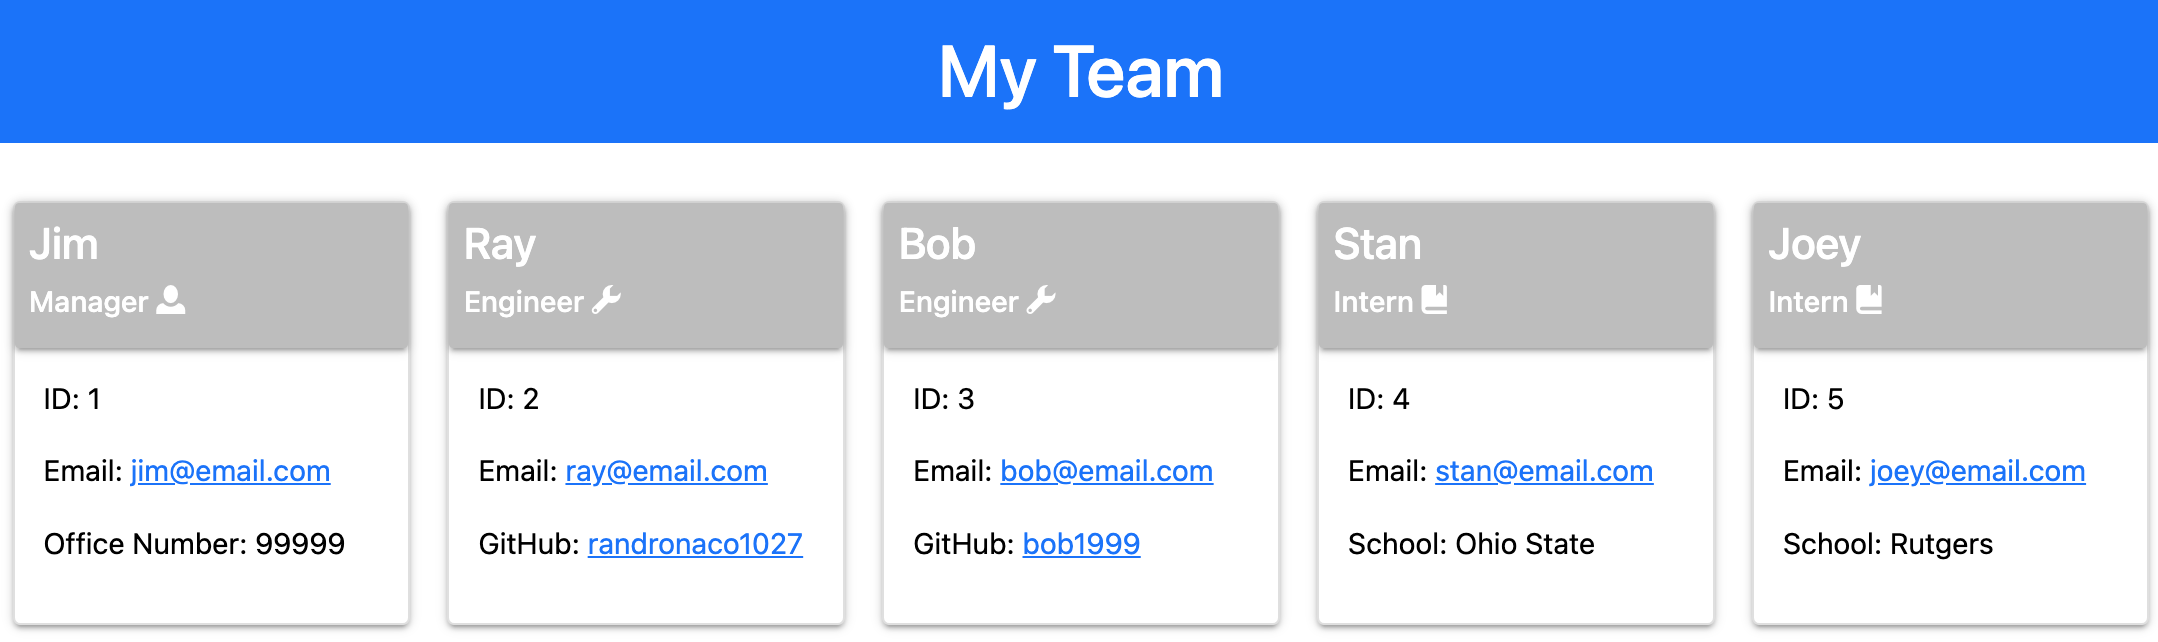 My Team
Jim
Manager
ID: 1
Email: jim@email.com
Office Number: 99999
Ray
Engineer
ID: 2
Email: ray@email.com
GitHub: randronaco1027
Bob
Engineer
ID: 3
Email: bob@email.com
GitHub: bob1999
Stan
Intern
ID: 4
Email: stan@email.com
School: Ohio State
Joey
Intern
ID: 5
Email: joey@email.com
School: Rutgers